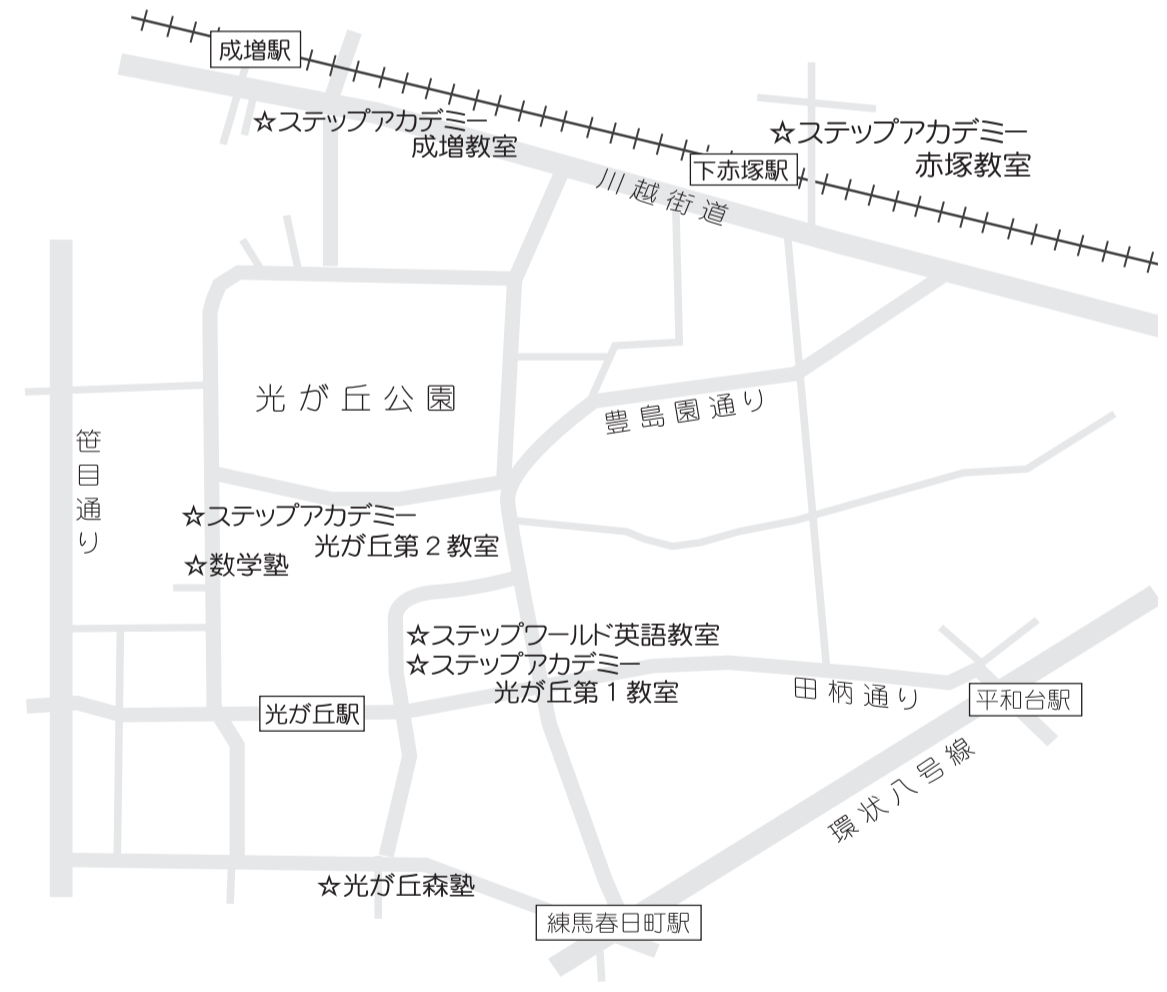 成増駅
☆ステップアカデミー
成増教室
☆ステップアカデミー
赤塚教室
下赤塚駅
川越街道
光が丘公園
豊島園通り
笹目通り
☆ステップアカデミー
光が丘第2教室
☆数学塾
☆ステップワールド英語教室
☆ステップアカデミー
光が丘第1教室
田柄通り
光が丘駅
平和台駅
環状八号線
☆光が丘森塾
練馬春日町駅